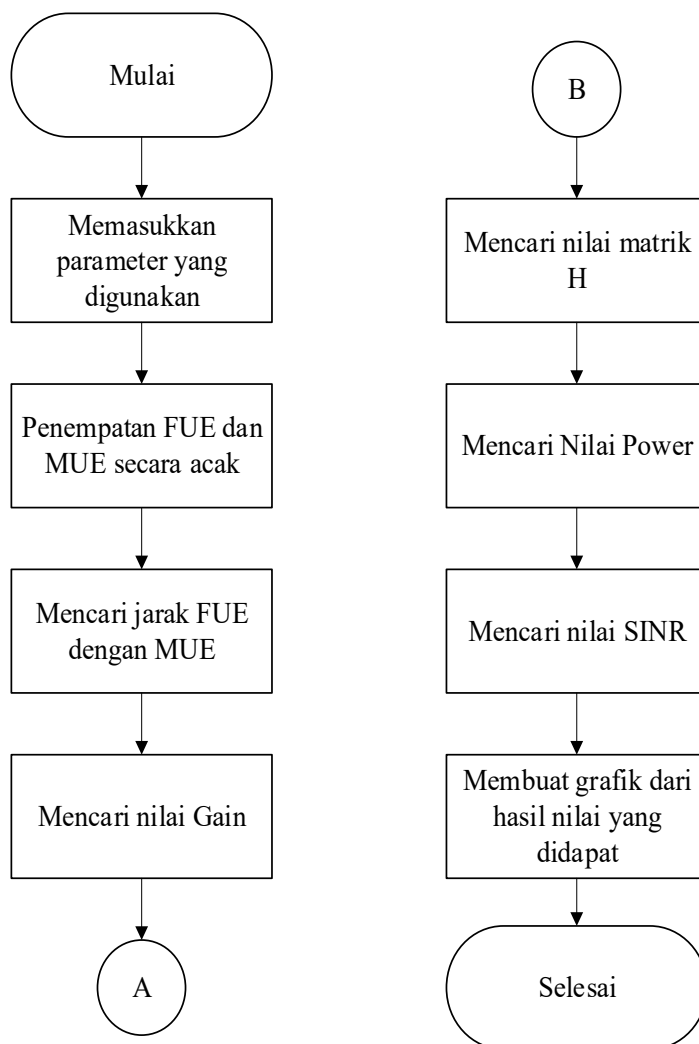 Mulai
Memasukkan
parameter yang
digunakan
Penempatan FUE dan
MUE secara acak
Mencari jarak FUE
dengan MUE
Mencari nilai Gain
A
B
Mencari nilai matrik
H
Mencari Nilai Power
Mencari nilai SINR
Membuat grafik dari
hasil nilai yang
didapat
Selesai